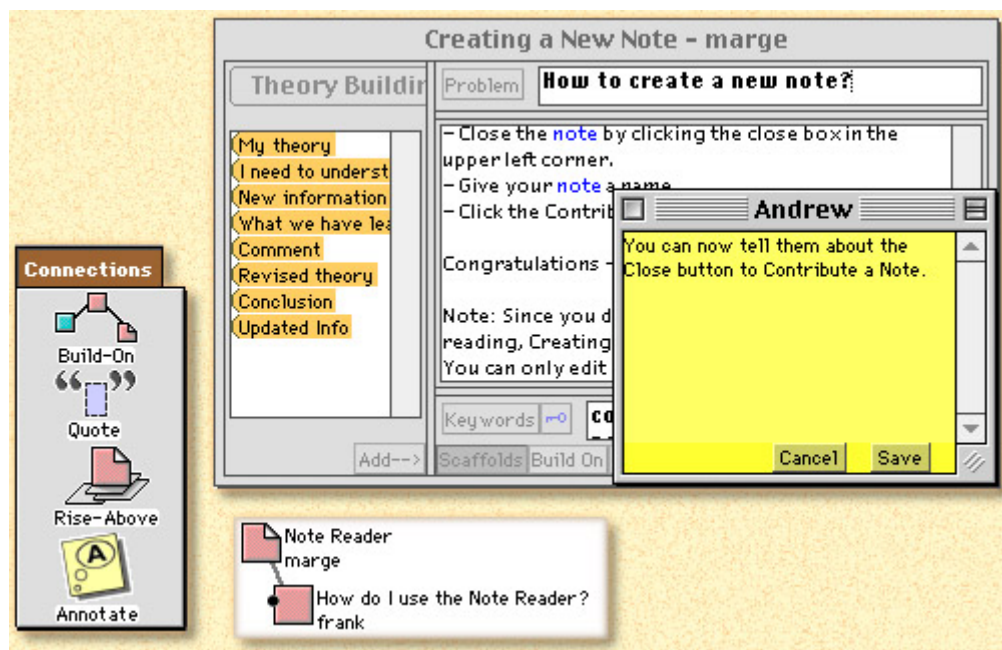 Creating a New Note - marge
Theory Buildin
Problem
How to create a new note?
My theory
I need to underst
New information
What we have lea
Comment
Revised theory
Conclusion
Updated Info
Add-->
- Close the note by clicking the close box in the
upper left corner.
- Give your note a name
- Click the Contrib
Congratulations -
Note: Since you d
reading, Creating
You can only edit
Keywords
co
Scaffolds
Build On
Andrew
You can now tell them about the
Close button to Contribute a Note.
Cancel
Save
Connections
Build-On
Quote
Rise-Above
A
Annotate
Note Reader
marge
How do I use the Note Reader?
frank